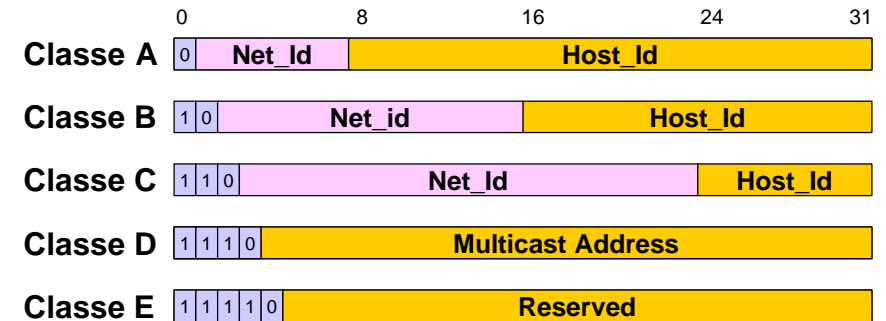 0 8 16 24 31
Classe A 0 Net_Id Host_Id
Classe B 1 0 Net_id Host_Id
Classe C 1 1 0 Net_Id Host_Id
Classe D 1 1 1 0 Multicast Address
Classe E 1 1 1 1 0 Reserved